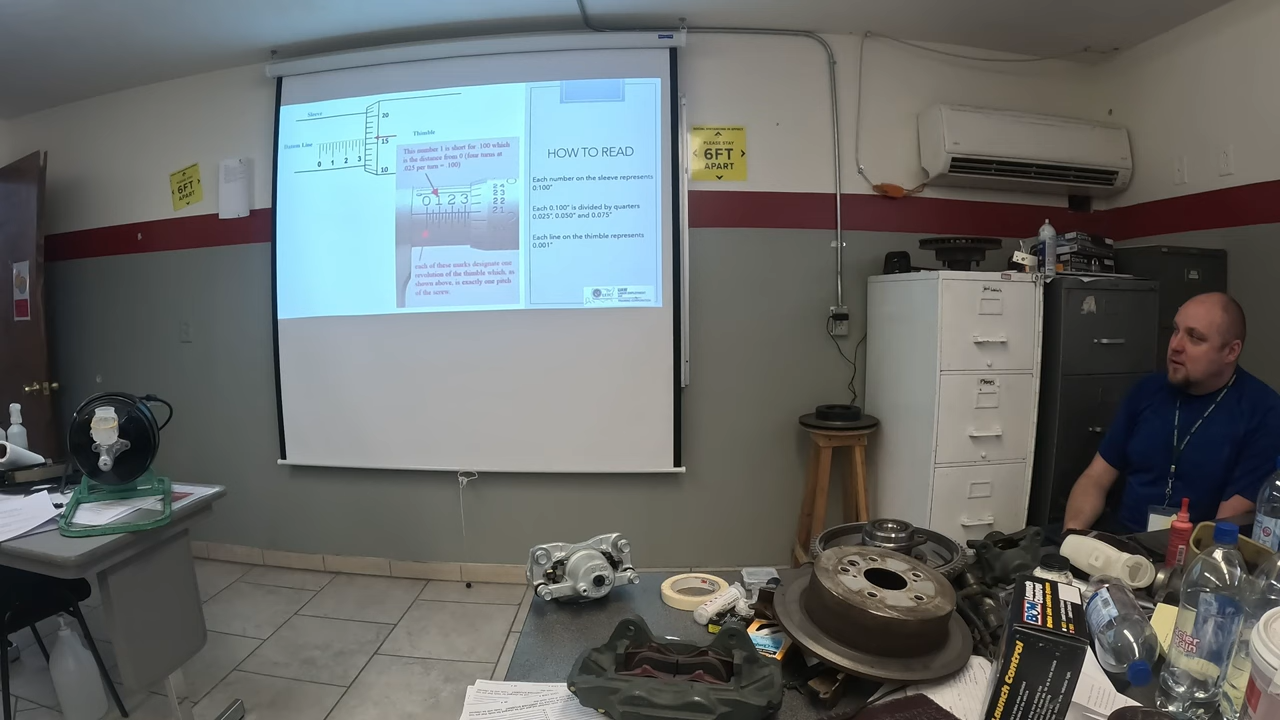 Sleeve
Datum Line
0 1 2 3
20
15
10
Thimble
This number 1 is short for 100 which
is the distance from 0 (four turns at
.025 per turn = .100)
0 1 2 3
24
23
22
21
each of these marks designate one
revolution of the thimble which, as
shown above, is exactly one pitch
of the screw.
HOW TO READ
Each number on the sleeve represents
0.100"
Each 0.100" is divided by quarters
0.025", 0.050" and 0.075"
Each line on the thimble represents
0.001"
PLEASE STAY
6FT
APART
6FT
APART
Launch Control